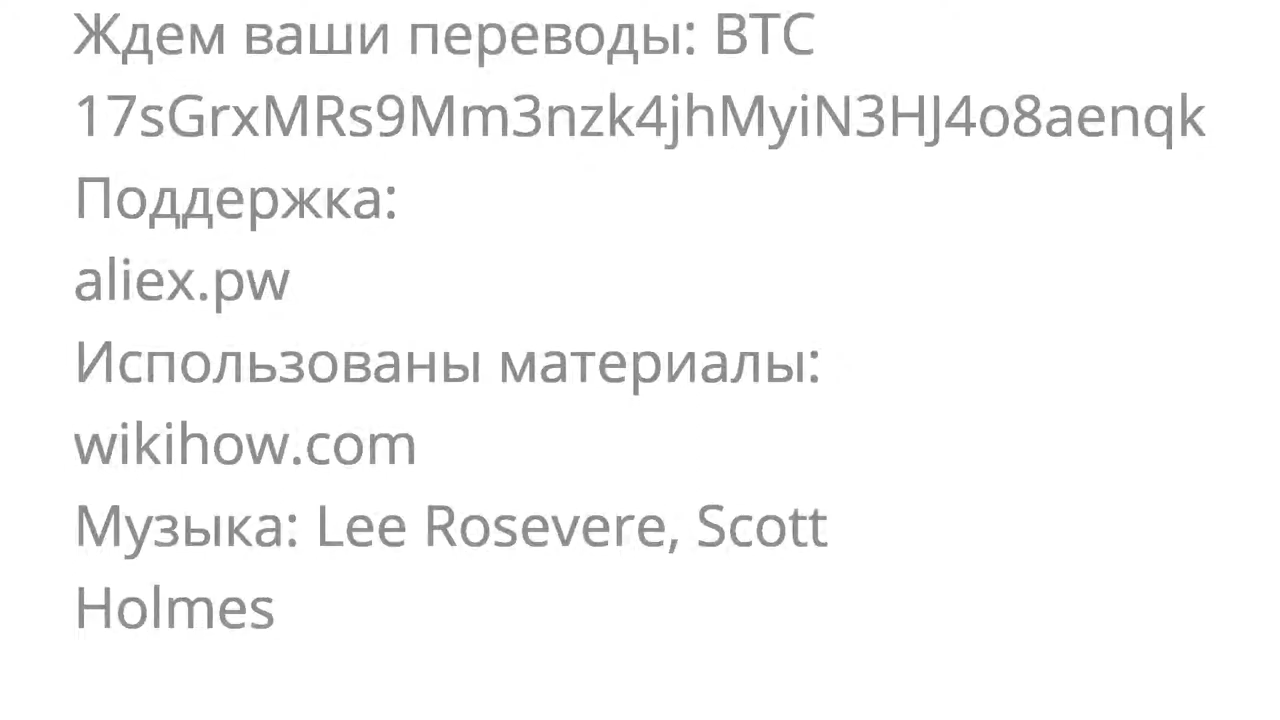 Ждем ваши переводы: BTC
17sGrxMRs9Mm3nzk4jhMyiN3HJ4o8aenqk
Поддержка:
aliex.pw
Использованы материалы:
wikihow.com
Музыка: Lee Rosevere, Scott
Holmes